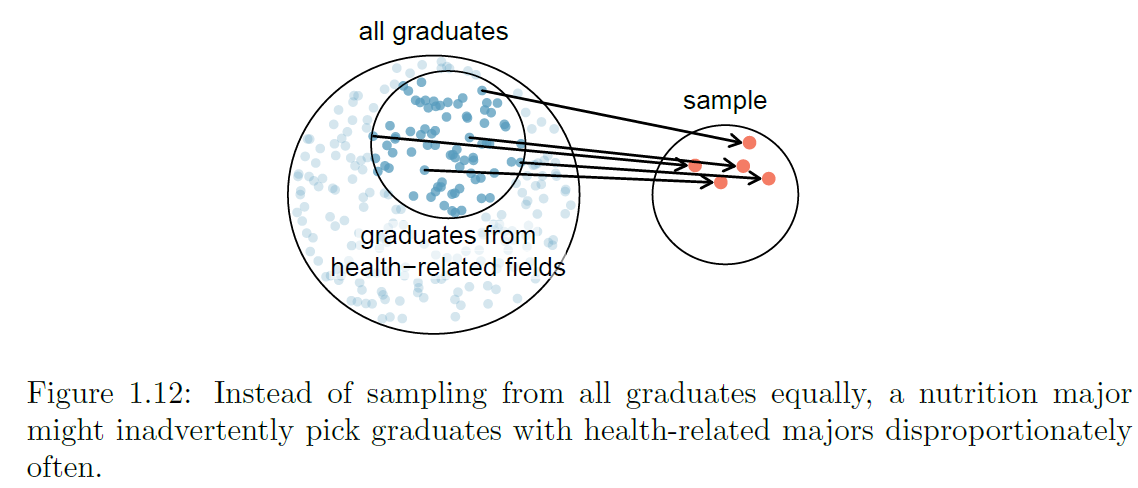 all graduates
sample
graduates from
health−related fields
Figure 1.12: Instead of sampling from all graduates equally, a nutrition major
might inadvertently pick graduates with health-related majors disproportionately
often.